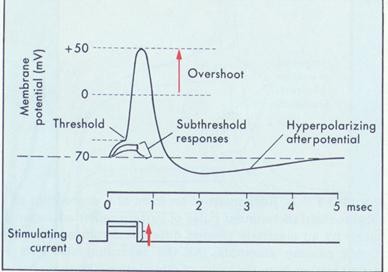 +50
Membrane
potential (mV)
Overshoot
0
Threshold
Subthreshold
responses
Hyperpolarizing
afterpotential
70
0 1 2 3 4 5 msec
Stimulating
current
0